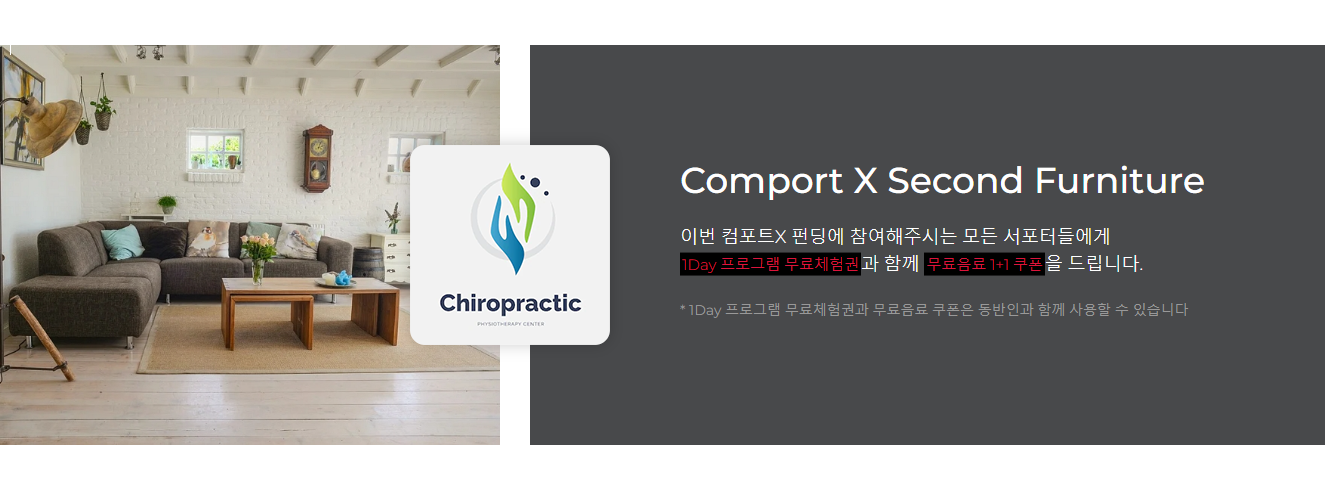 Chiropractic
PHYSIOTHERAPY CENTER
Comport X Second Furniture
이번 컴포트X 펀딩에 참여해주시는 모든 서포터들에게
1Day 프로그램 무료체험권과 함께 무료음료 1+1 쿠폰을 드립니다.
* 1Day 프로그램 무료체험권과 무료음료 쿠폰은 동반인과 함께 사용할 수 있습니다